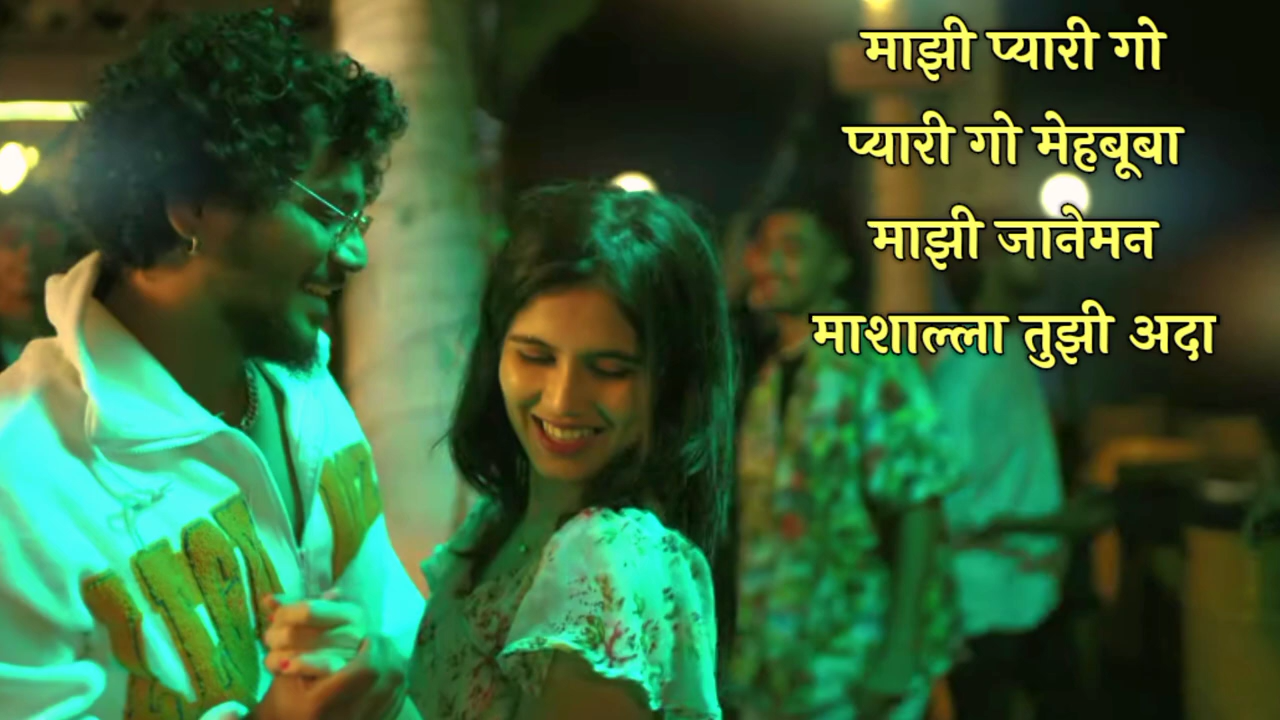 माझी प्यारी गो
प्यारी गो मेहबूबा
माझी जानेमन
माशाल्ला तुझी अदा